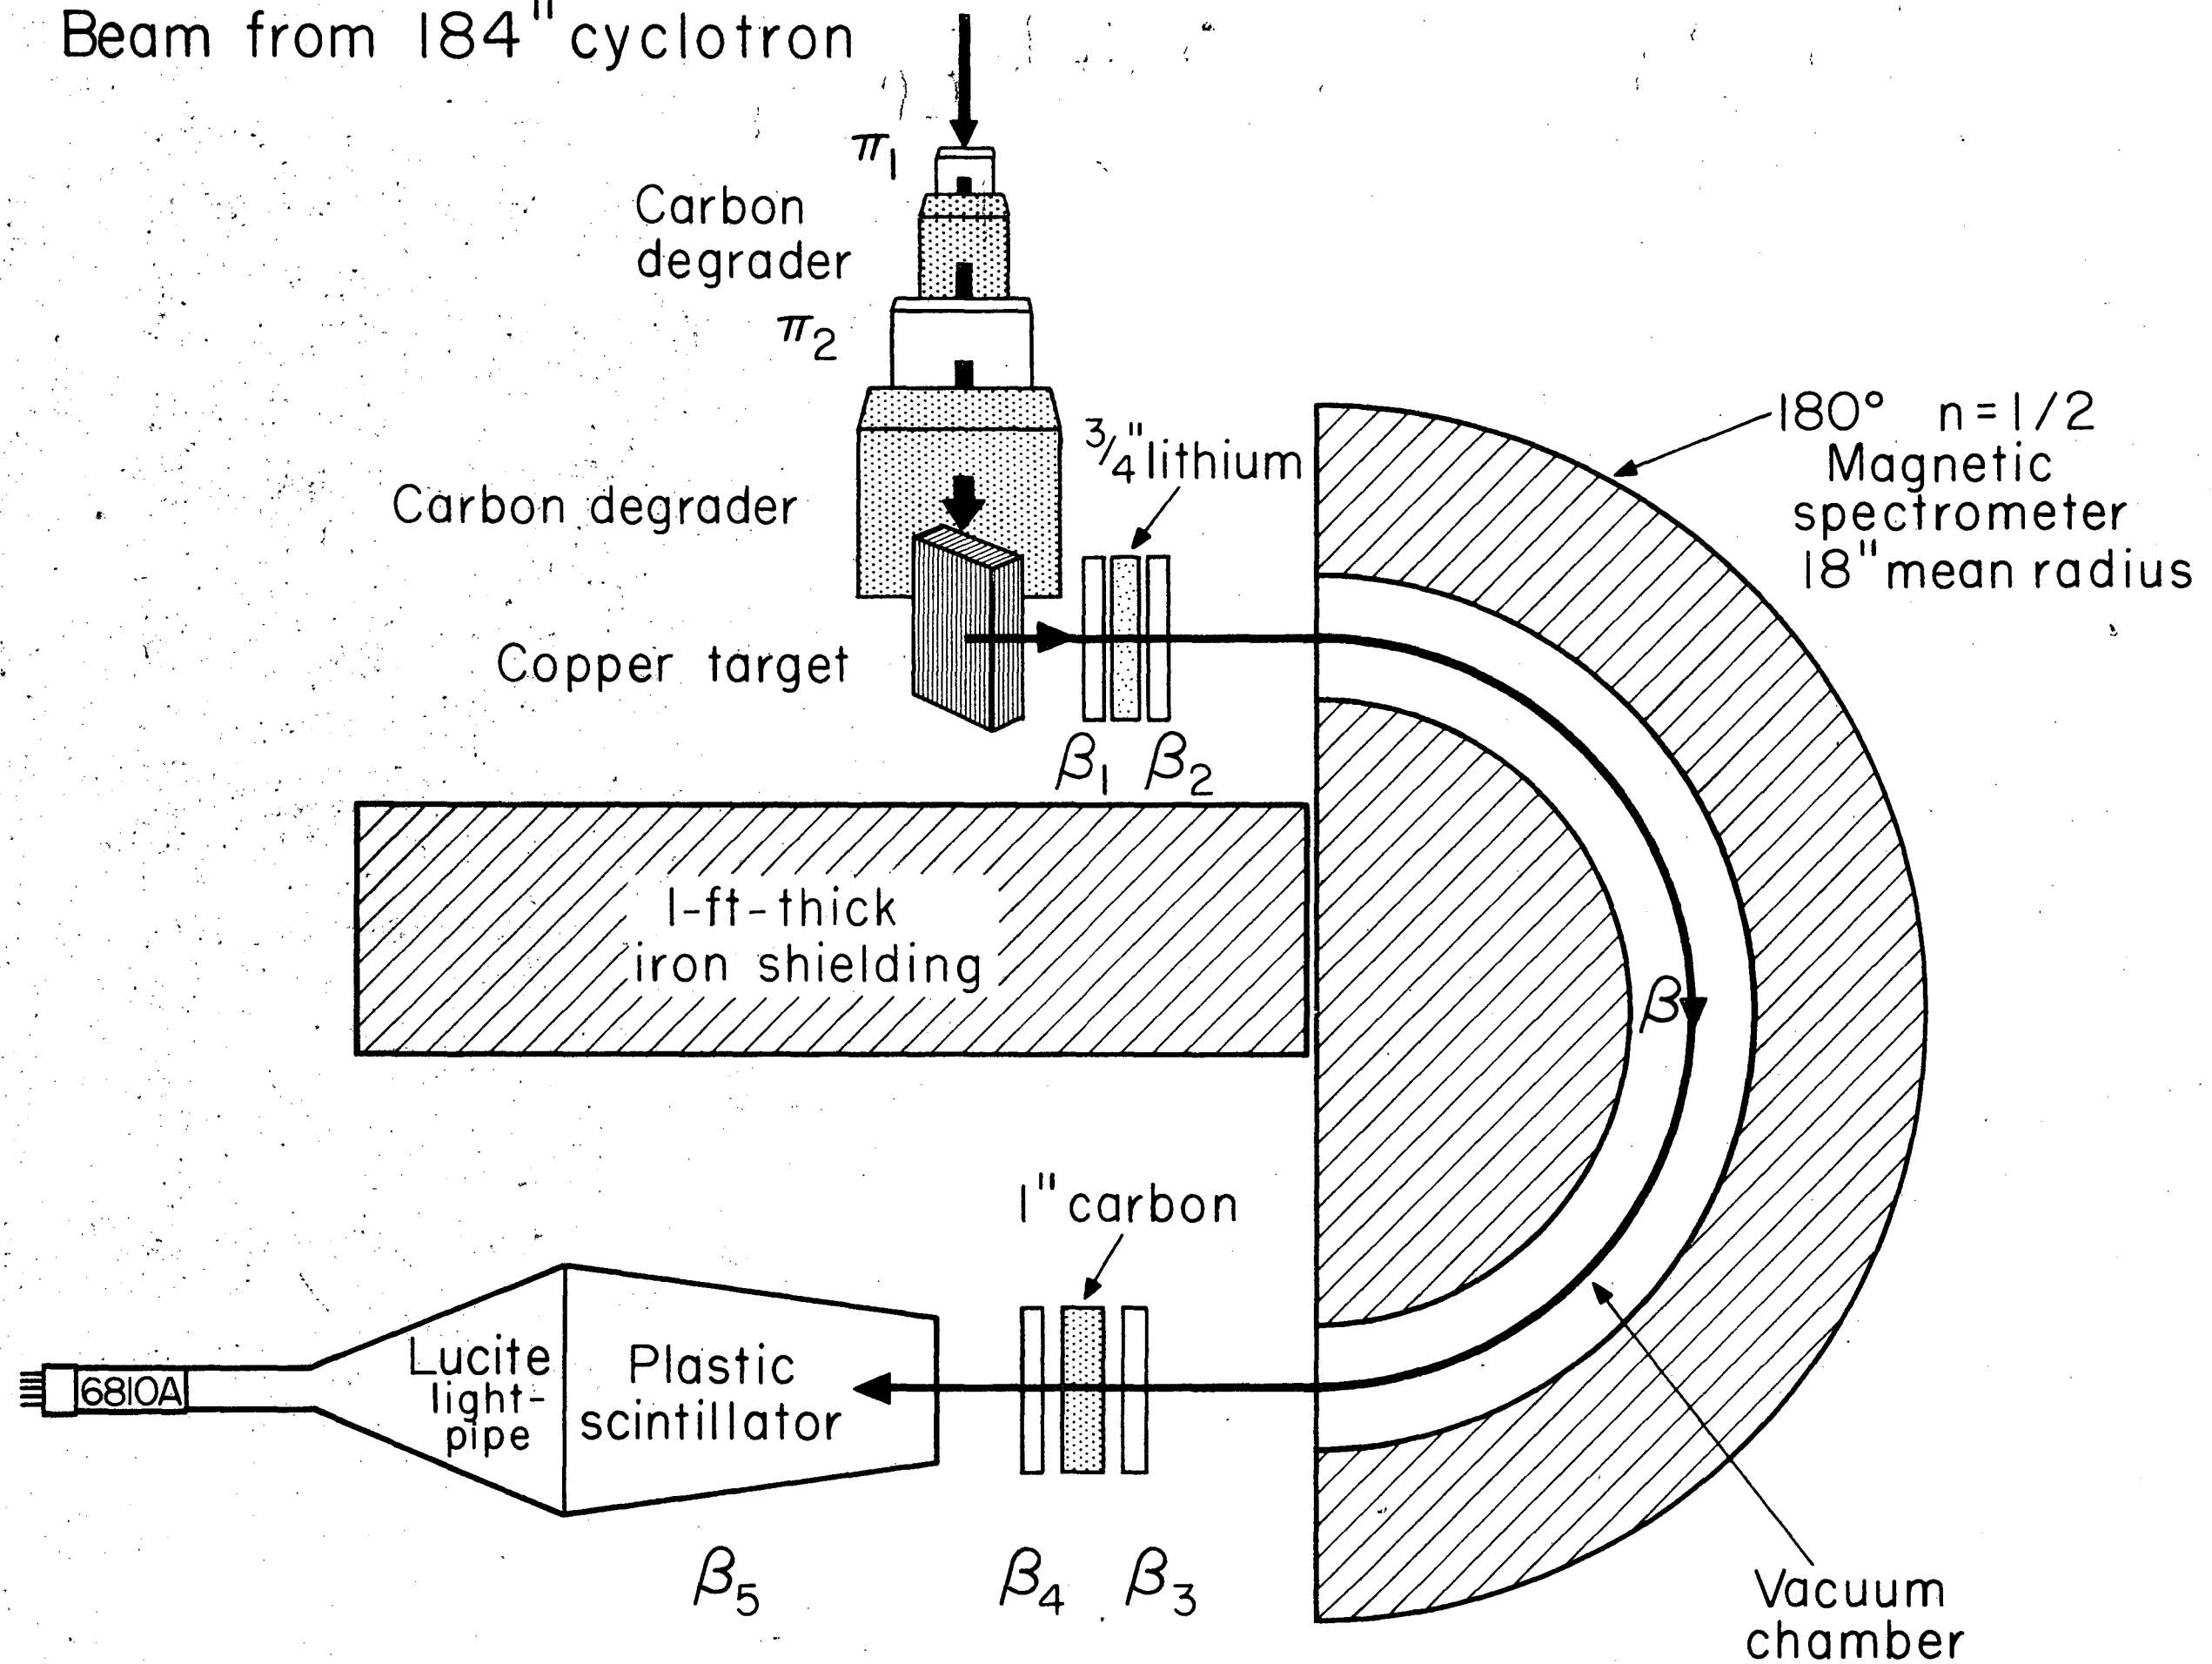 Beam from 184" cyclotron
π1
Carbon
degrader
π2
3/4" lithium
180° n=1/2
Magnetic
spectrometer
18" mean radius
Carbon degrader
Copper target
β1 β2
1-ft-thick
iron shielding
β
1" carbon
6810A
Lucite
light-
pipe
Plastic
scintillator
β5
β4
β3
Vacuum
chamber